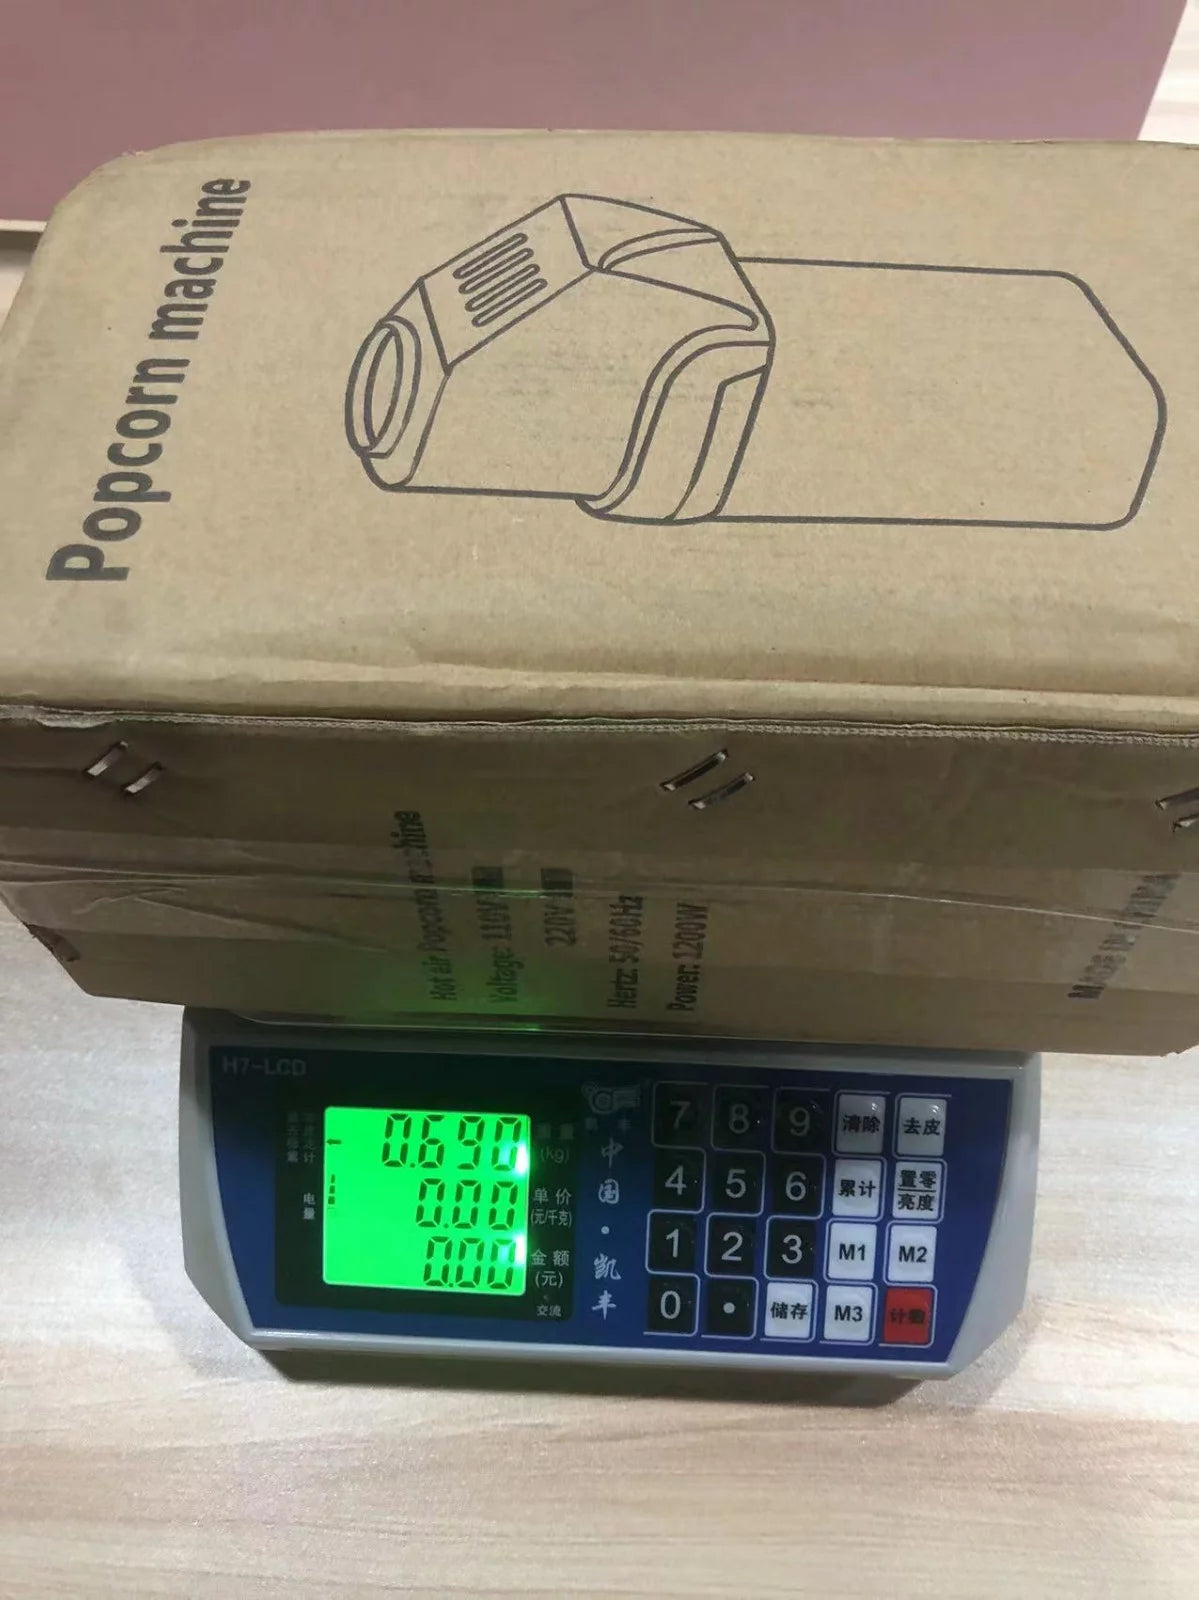 Popcorn machine
Hot air Popcorn machine
Voltage: 110V
220V
Hertz: 50/60Hz
Power: 1200W
MADE IN CHINA
H7-LCD
0.690
(kg)
0.00
单价
(元/千克)
0.00
金额
(元)
交流
电量
中国·凯丰
7 8 9 清除 去皮
4 5 6 累计 置零
亮度
1 2 3 M1 M2
0 . 储存 M3 计数